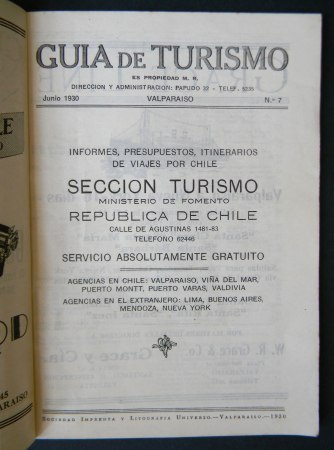 GUIA DE TURISMO
ES PROPIEDAD M. R.
DIRECCION Y ADMINISTRACION: PAPUDO 32 - TELEF. 5235
Junio 1930 VALPARAISO N.º 7
INFORMES, PRESUPUESTOS, ITINERARIOS
DE VIAJES POR CHILE
SECCION TURISMO
MINISTERIO DE FOMENTO
REPUBLICA DE CHILE
CALLE DE AGUSTINAS 1461-63
TELEFONO 62446
SERVICIO ABSOLUTAMENTE GRATUITO
AGENCIAS EN CHILE: VALPARAISO, VIÑA DEL MAR,
PUERTO MONTT, PUERTO VARAS, VALDIVIA
AGENCIAS EN EL EXTRANJERO: LIMA, BUENOS AIRES,
MENDOZA, NUEVA YORK
SOCIEDAD IMPRENTA Y LITOGRAFIA UNIVERSO.—VALPARAISO.—1930